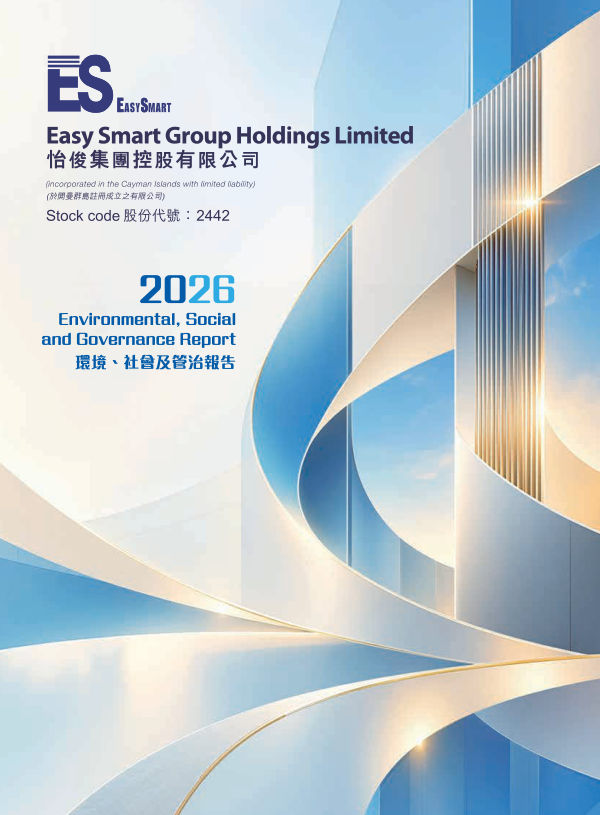 ES EASYSMART
Easy Smart Group Holdings Limited
怡俊集團控股有限公司
(incorporated in the Cayman Islands with limited liability)
(於開曼群島註冊成立之有限公司)
Stock code 股份代號：2442
2026
Environmental, Social
and Governance Report
環境、社會及管治報告